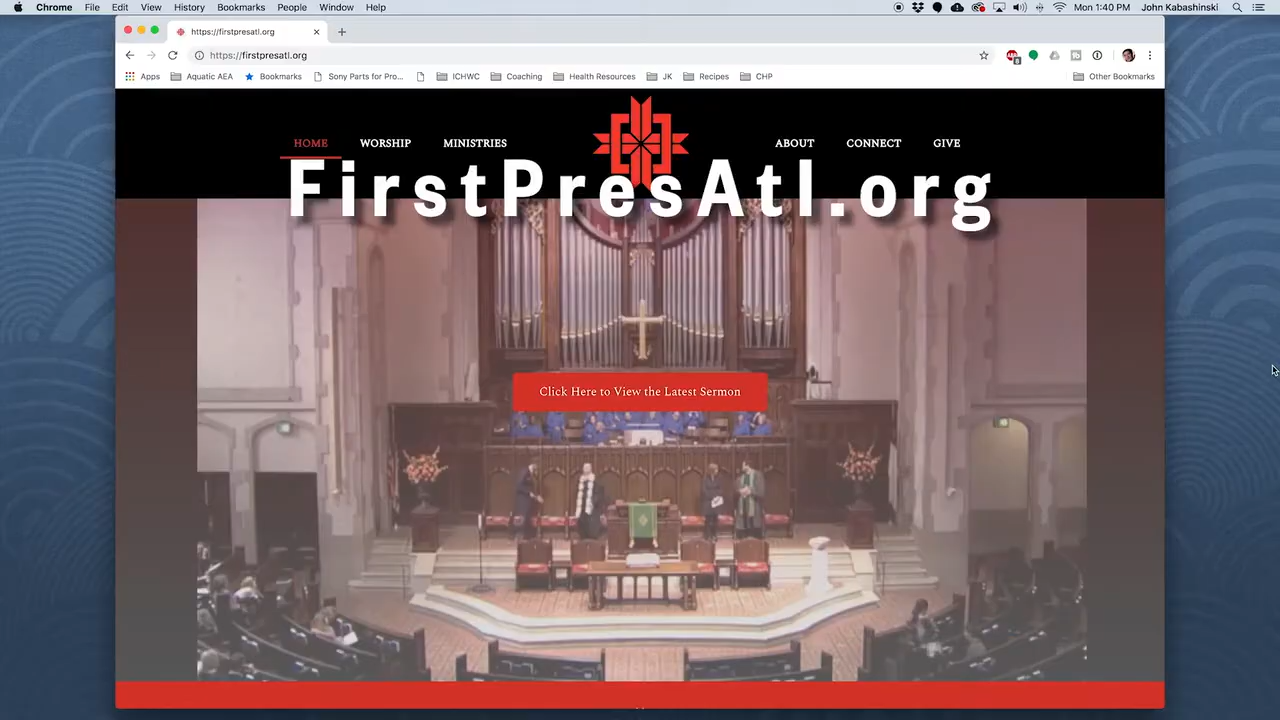 Chrome File Edit View History Bookmarks People Window Help Mon 1:40 PM John Kabashinski
https://firstpresatl.org
https://firstpresatl.org
Apps Aquatic AEA Bookmarks Sony Parts for Pro... ICHWC Coaching Health Resources JK Recipes CHP Other Bookmarks
HOME WORSHIP MINISTRIES ABOUT CONNECT GIVE
FirstPresAtl.org
Click Here to View the Latest Sermon